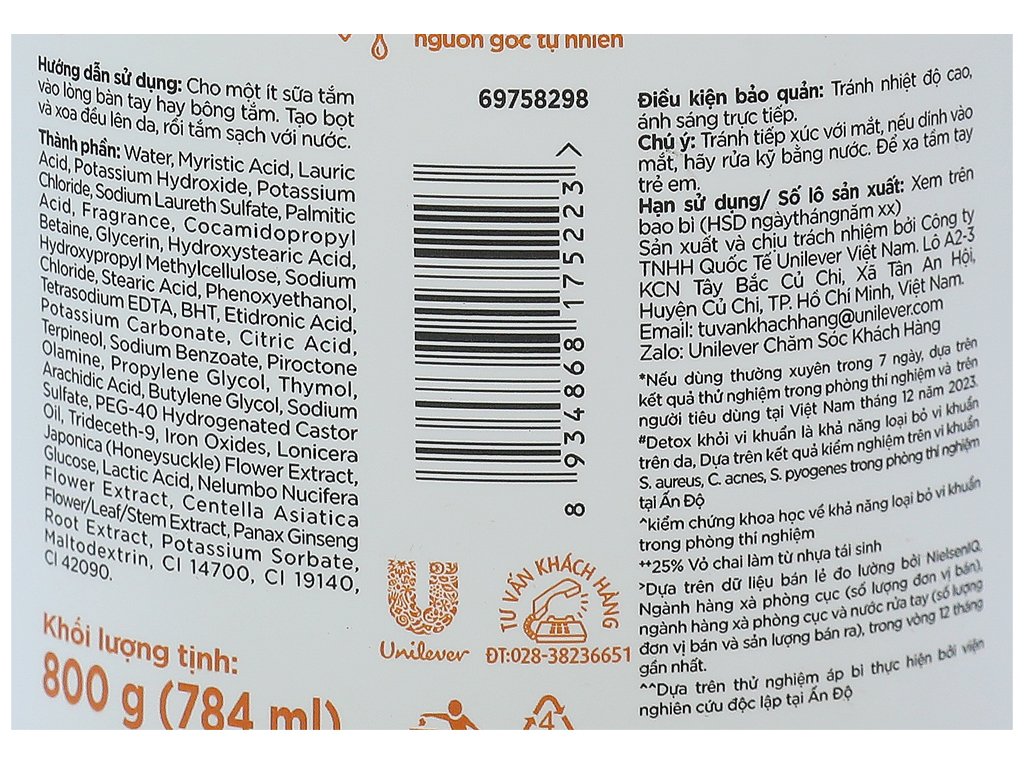 nguồn gốc tự nhiên
Hướng dẫn sử dụng: Cho một ít sữa tắm
vào lòng bàn tay hay bông tắm. Tạo bọt
và xoa đều lên da, rồi tắm sạch với nước.
Thành phần: Water, Myristic Acid, Lauric
Acid, Potassium Hydroxide, Potassium
Chloride, Sodium Laureth Sulfate, Palmitic
Acid, Fragrance, Cocamidopropyl
Betaine, Glycerin, Hydroxystearic Acid,
Hydroxypropyl Methylcellulose, Sodium
Chloride, Stearic Acid, Phenoxyethanol,
Tetrasodium EDTA, BHT, Etidronic Acid,
Potassium Carbonate, Citric Acid,
Terpineol, Sodium Benzoate, Piroctone
Olamine, Propylene Glycol, Thymol,
Arachidic Acid, Butylene Glycol, Sodium
Sulfate, PEG-40 Hydrogenated Castor
Oil, Trideceth-9, Iron Oxides, Lonicera
Japonica (Honeysuckle) Flower Extract,
Glucose, Lactic Acid, Nelumbo Nucifera
Flower Extract, Centella Asiatica
Flower/Leaf/Stem Extract, Panax Ginseng
Root Extract, Potassium Sorbate,
Maltodextrin, CI 14700, CI 19140,
CI 42090.
Khối lượng tịnh:
800 g (784 ml)
69758298
8 934868 175223 >
Unilever
TƯ VẤN KHÁCH HÀNG
ĐT:028-38236651
4
Điều kiện bảo quản: Tránh nhiệt độ cao,
ánh sáng trực tiếp.
Chú ý: Tránh tiếp xúc với mắt, nếu dính vào
mắt, hãy rửa kỹ bằng nước. Để xa tầm tay
trẻ em.
Hạn sử dụng/ Số lô sản xuất: Xem trên
bao bì (HSD ngàythángnăm xx)
Sản xuất và chịu trách nhiệm bởi Công ty
TNHH Quốc Tế Unilever Việt Nam. Lô A2-3
KCN Tây Bắc Củ Chi, Xã Tân An Hội,
Huyện Củ Chi, TP. Hồ Chí Minh, Việt Nam.
Email: tuvankhachhang@unilever.com
Zalo: Unilever Chăm Sóc Khách Hàng
*Nếu dùng thường xuyên trong 7 ngày, dựa trên
kết quả thử nghiệm trong phòng thí nghiệm và trên
người tiêu dùng tại Việt Nam tháng 12 năm 2023.
#Detox khỏi vi khuẩn là khả năng loại bỏ vi khuẩn
trên da, Dựa trên kết quả kiểm nghiệm trên vi khuẩn
S. aureus, C. acnes, S. pyogenes trong phòng thí nghiệm
tại Ấn Độ
^kiểm chứng khoa học về khả năng loại bỏ vi khuẩn
trong phòng thí nghiệm
**25% Vỏ chai làm từ nhựa tái sinh
>Dựa trên dữ liệu bán lẻ đo lường bởi NielsenIQ,
Ngành hàng xà phòng cục (số lượng đơn vị bán),
ngành hàng xà phòng cục và nước rửa tay (số lượng
đơn vị bán và sản lượng bán ra), trong vòng 12 tháng
gần nhất.
^^Dựa trên thử nghiệm áp bì thực hiện bởi viện
nghiên cứu độc lập tại Ấn Độ